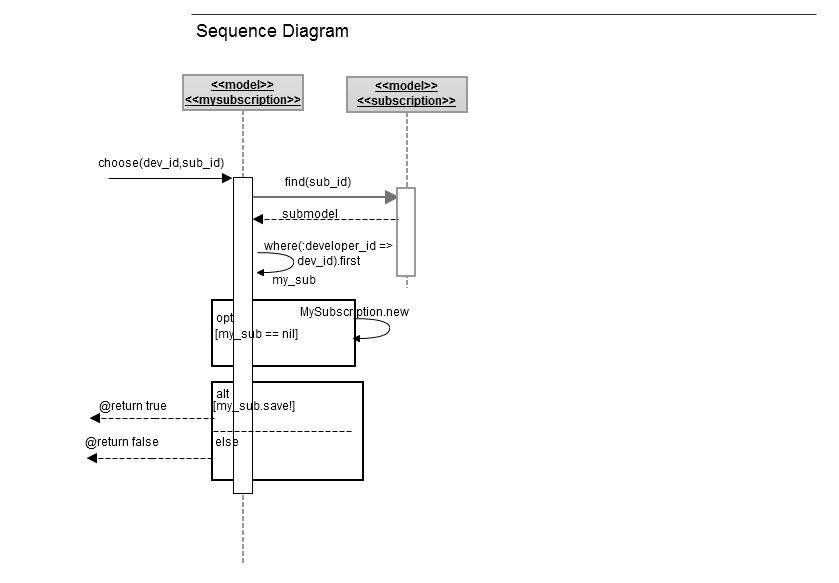 Sequence Diagram
<<model>>
<<mysubscription>>
<<model>>
<<subscription>>
choose(dev_id,sub_id)
find(sub_id)
submodel
where(:developer_id =>
dev_id).first
my_sub
MySubscription.new
opt
[my_sub == nil]
alt
[my_sub.save!]
@return true
@return false
else